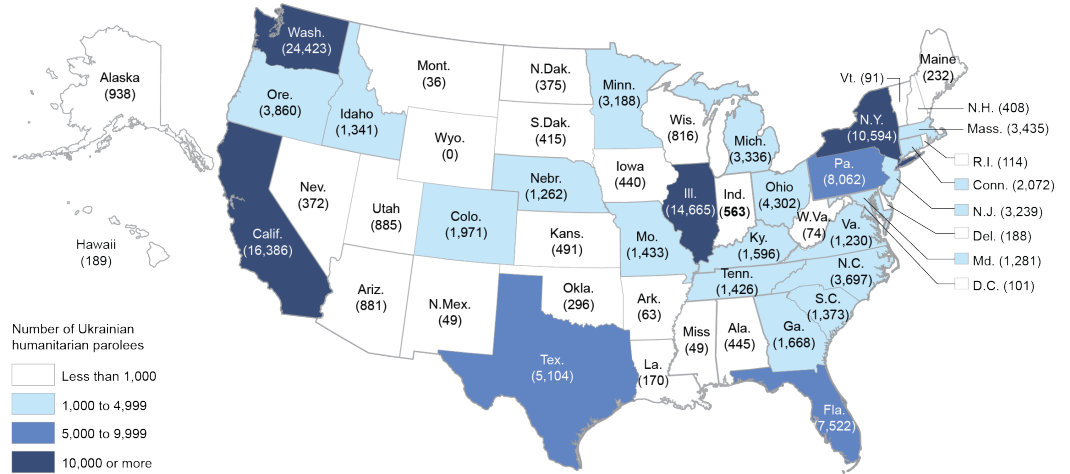 Wash.
(24,423)
Maine
(232)
Mont.
(36)
N.Dak.
(375)
Alaska
(938)
Vt. (91)
Minn.
(3,188)
Ore.
(3,860)
Idaho
(1,341)
N.H. (408)
N.Y.
(10,594)
Mass. (3,435)
S.Dak.
(415)
Wis.
(816)
Wyo.
(0)
Mich.
(3,336)
R.I. (114)
Pa.
(8,062)
Iowa
(440)
Conn. (2,072)
Nebr.
(1,262)
Nev.
(372)
Ill.
(14,665)
Ind.
(563)
Ohio
(4,302)
N.J. (3,239)
Utah
(885)
Colo.
(1,971)
W.Va.
(74)
Va.
(1,230)
Del. (188)
Calif.
(16,386)
Hawaii
(189)
Kans.
(491)
Mo.
(1,433)
Ky.
(1,596)
Md. (1,281)
N.C.
(3,697)
Tenn.
(1,426)
D.C. (101)
Ariz.
(881)
N.Mex.
(49)
Okla.
(296)
Ark.
(63)
S.C.
(1,373)
Miss
(49)
Ala.
(445)
Ga.
(1,668)
Tex.
(5,104)
La.
(170)
Fla.
(7,522)
Number of Ukrainian
humanitarian parolees
Less than 1,000
1,000 to 4,999
5,000 to 9,999
10,000 or more